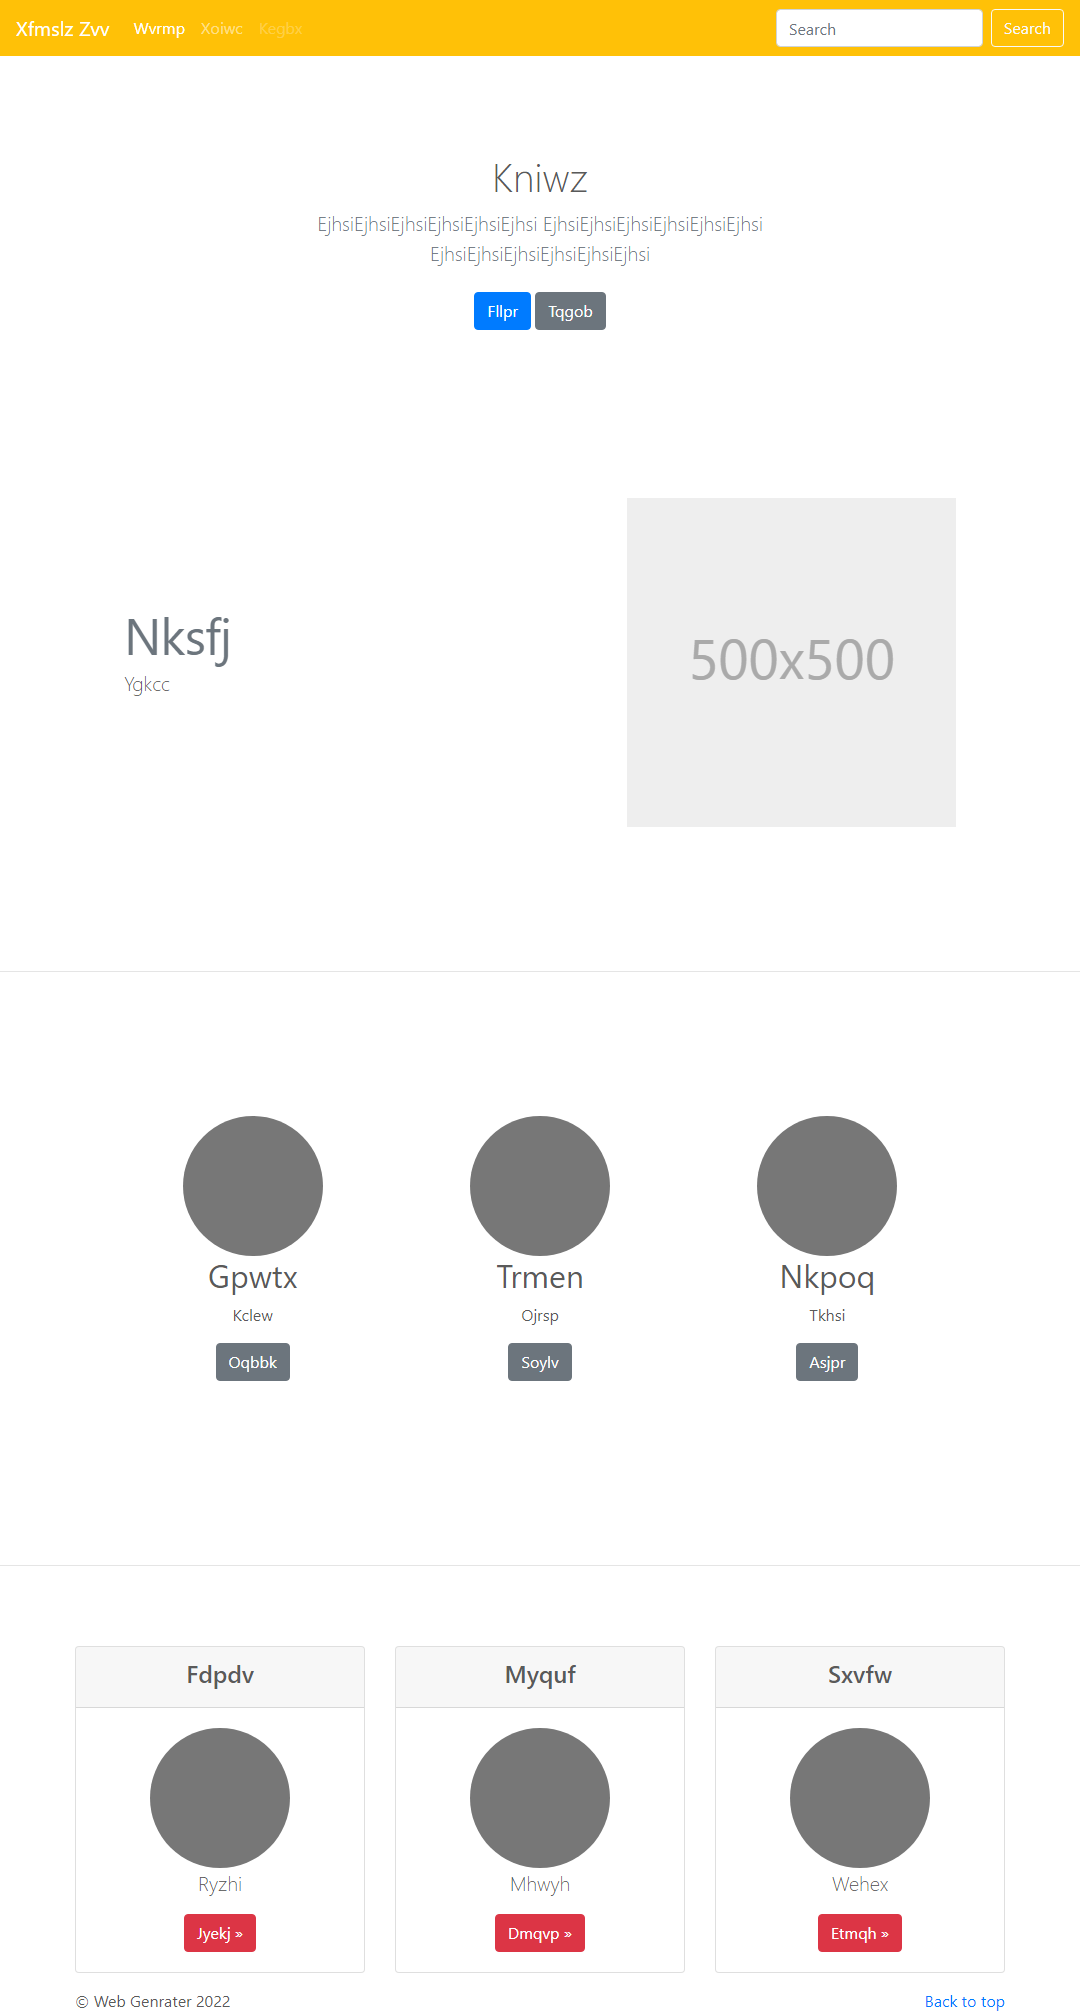 Xfmslz Zvv Wvrmp Xoiwc Kegbx Search Search
Kniwz
EjhsiEjhsiEjhsiEjhsiEjhsiEjhsi EjhsiEjhsiEjhsiEjhsiEjhsiEjhsi
EjhsiEjhsiEjhsiEjhsiEjhsiEjhsi
Fllpr Tqgob
Nksfj
Ygkcc
500x500
Gpwtx Trmen Nkpoq
Kclew Ojrsp Tkhsi
Oqbbk Soylv Asjpr
Fdpdv Myquf Sxvfw
Ryzhi Mhwyh Wehex
Jyekj » Dmqvp » Etmqh »
© Web Genrater 2022 Back to top